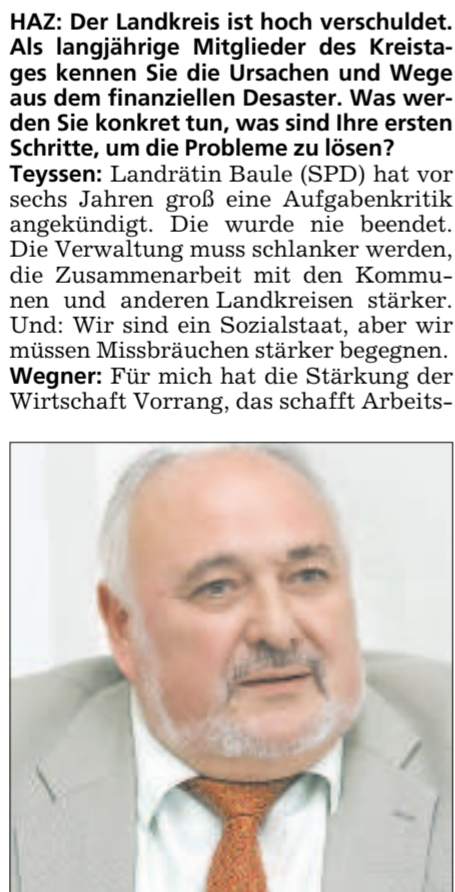 HAZ: Der Landkreis ist hoch verschuldet.
Als langjährige Mitglieder des Kreista-
ges kennen Sie die Ursachen und Wege
aus dem finanziellen Desaster. Was wer-
den Sie konkret tun, was sind Ihre ersten
Schritte, um die Probleme zu lösen?
Teyssen: Landrätin Baule (SPD) hat vor
sechs Jahren groß eine Aufgabenkritik
angekündigt. Die wurde nie beendet.
Die Verwaltung muss schlanker werden,
die Zusammenarbeit mit den Kommu-
nen und anderen Landkreisen stärker.
Und: Wir sind ein Sozialstaat, aber wir
müssen Missbräuchen stärker begegnen.
Wegner: Für mich hat die Stärkung der
Wirtschaft Vorrang, das schafft Arbeits-